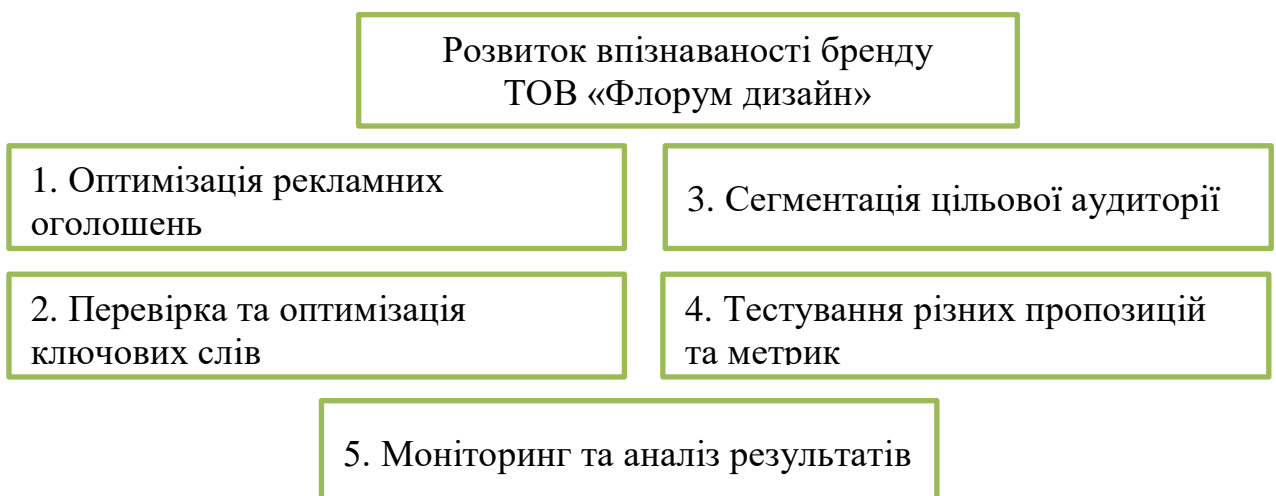 Розвиток впізнаваності бренду
ТОВ «Флорум дизайн»
1. Оптимізація рекламних
оголошень
2. Перевірка та оптимізація
ключових слів
3. Сегментація цільової аудиторії
4. Тестування різних пропозицій
та метрик
5. Моніторинг та аналіз результатів